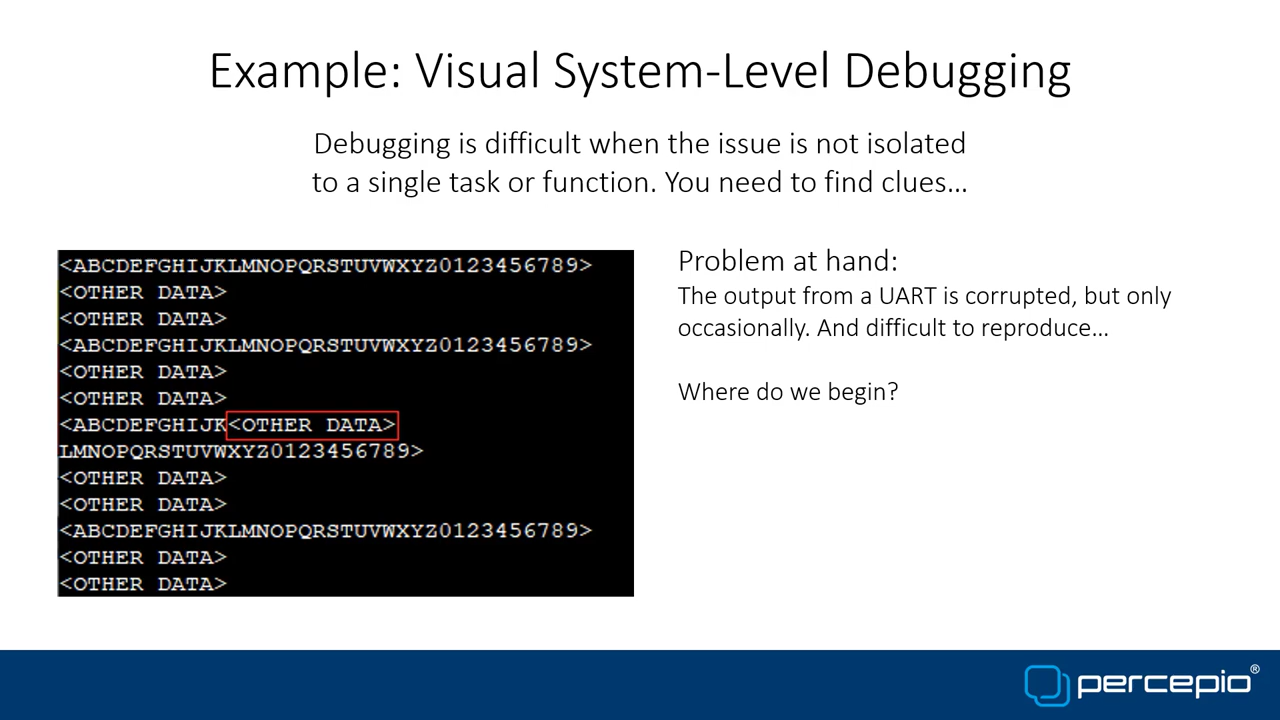 Example: Visual System-Level Debugging
Debugging is difficult when the issue is not isolated
to a single task or function. You need to find clues…
<ABCDEFGHIJKLMNOPQRSTUVWXYZ0123456789>
<OTHER DATA>
<OTHER DATA>
<ABCDEFGHIJKLMNOPQRSTUVWXYZ0123456789>
<OTHER DATA>
<OTHER DATA>
<ABCDEFGHIJK<OTHER DATA>
LMNOPQRSTUVWXYZ0123456789>
<OTHER DATA>
<OTHER DATA>
<ABCDEFGHIJKLMNOPQRSTUVWXYZ0123456789>
<OTHER DATA>
<OTHER DATA>
Problem at hand:
The output from a UART is corrupted, but only
occasionally. And difficult to reproduce…
Where do we begin?
percepio®